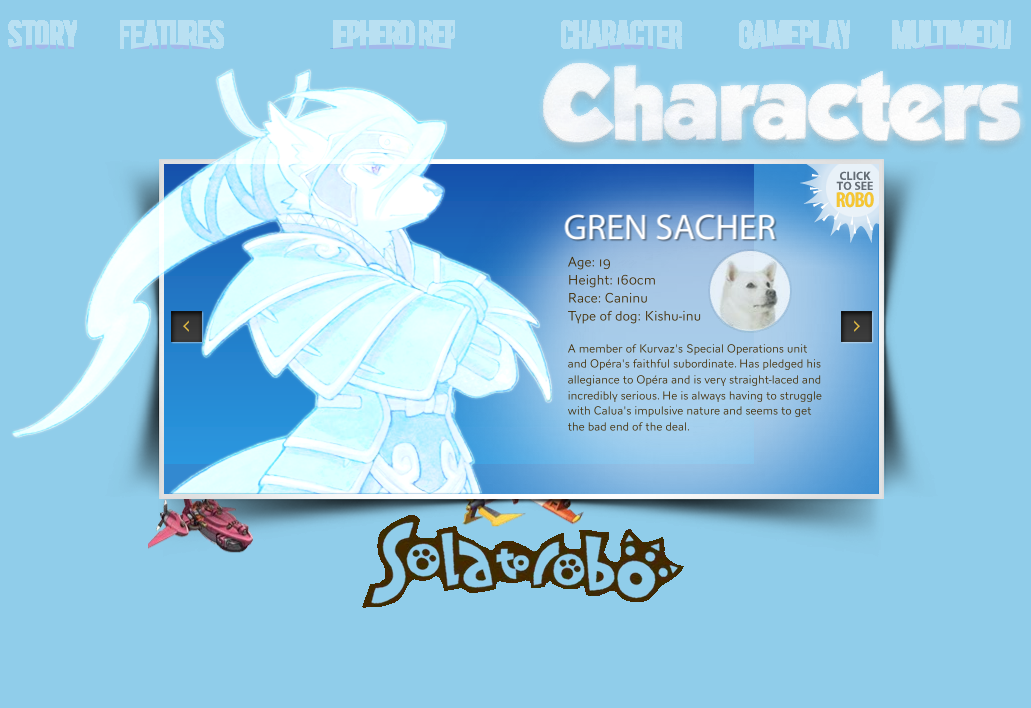 STORY FEATURES EPHERD REP CHARACTER GAMEPLAY MULTIMEDIA
Characters
CLICK
TO SEE
ROBO
GREN SACHER
Age: 19
Height: 160cm
Race: Caninu
Type of dog: Kishu-inu
A member of Kurvaz's Special Operations unit
and Opéra's faithful subordinate. Has pledged his
allegiance to Opéra and is very straight-laced and
incredibly serious. He is always having to struggle
with Calua's impulsive nature and seems to get
the bad end of the deal.
Solatorobo